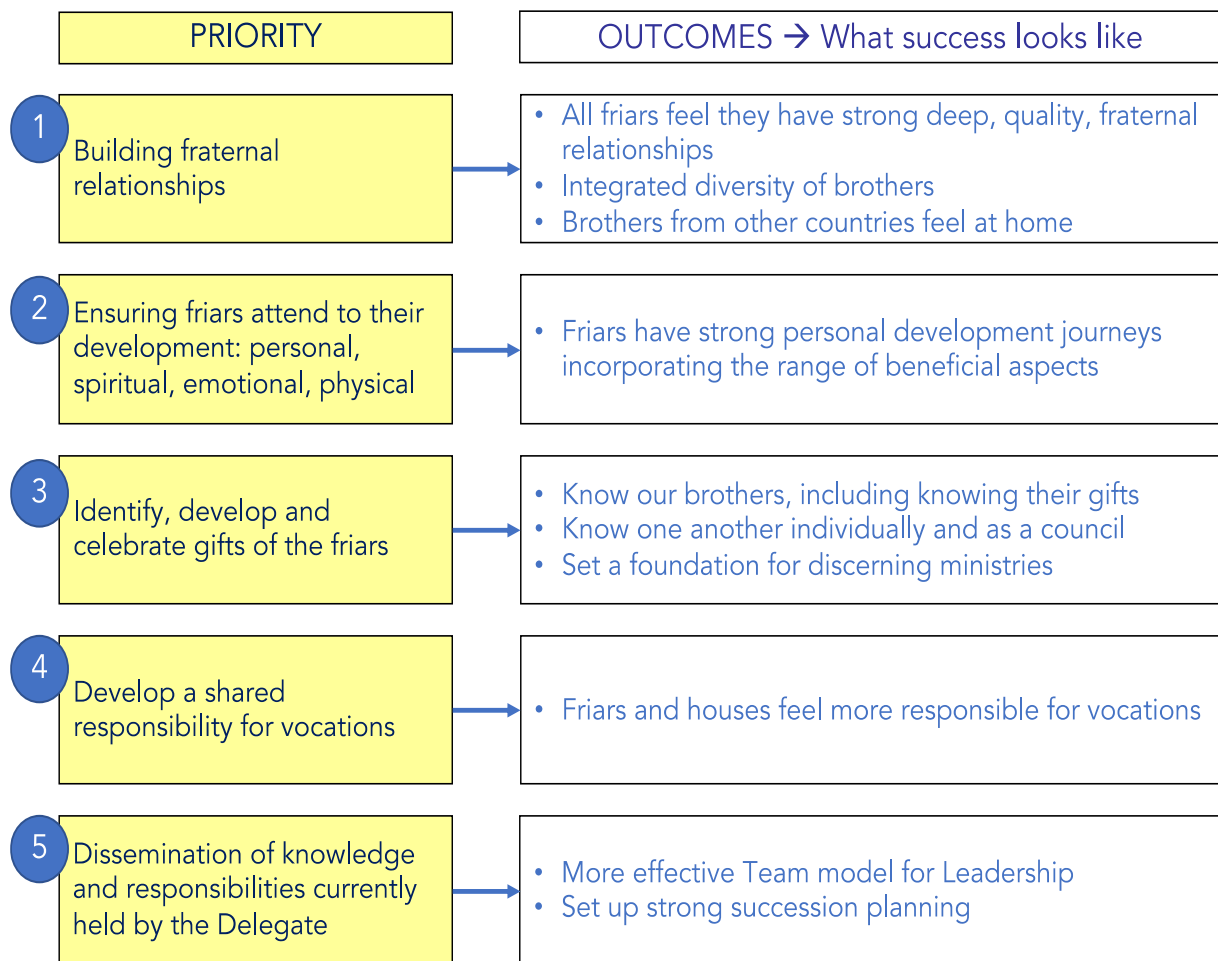 PRIORITY
OUTCOMES → What success looks like
1
Building fraternal
relationships
• All friars feel they have strong deep, quality, fraternal
relationships
• Integrated diversity of brothers
• Brothers from other countries feel at home
2
Ensuring friars attend to their
development: personal,
spiritual, emotional, physical
• Friars have strong personal development journeys
incorporating the range of beneficial aspects
3
Identify, develop and
celebrate gifts of the friars
• Know our brothers, including knowing their gifts
• Know one another individually and as a council
• Set a foundation for discerning ministries
4
Develop a shared
responsibility for vocations
• Friars and houses feel more responsible for vocations
5
Dissemination of knowledge
and responsibilities currently
held by the Delegate
• More effective Team model for Leadership
• Set up strong succession planning